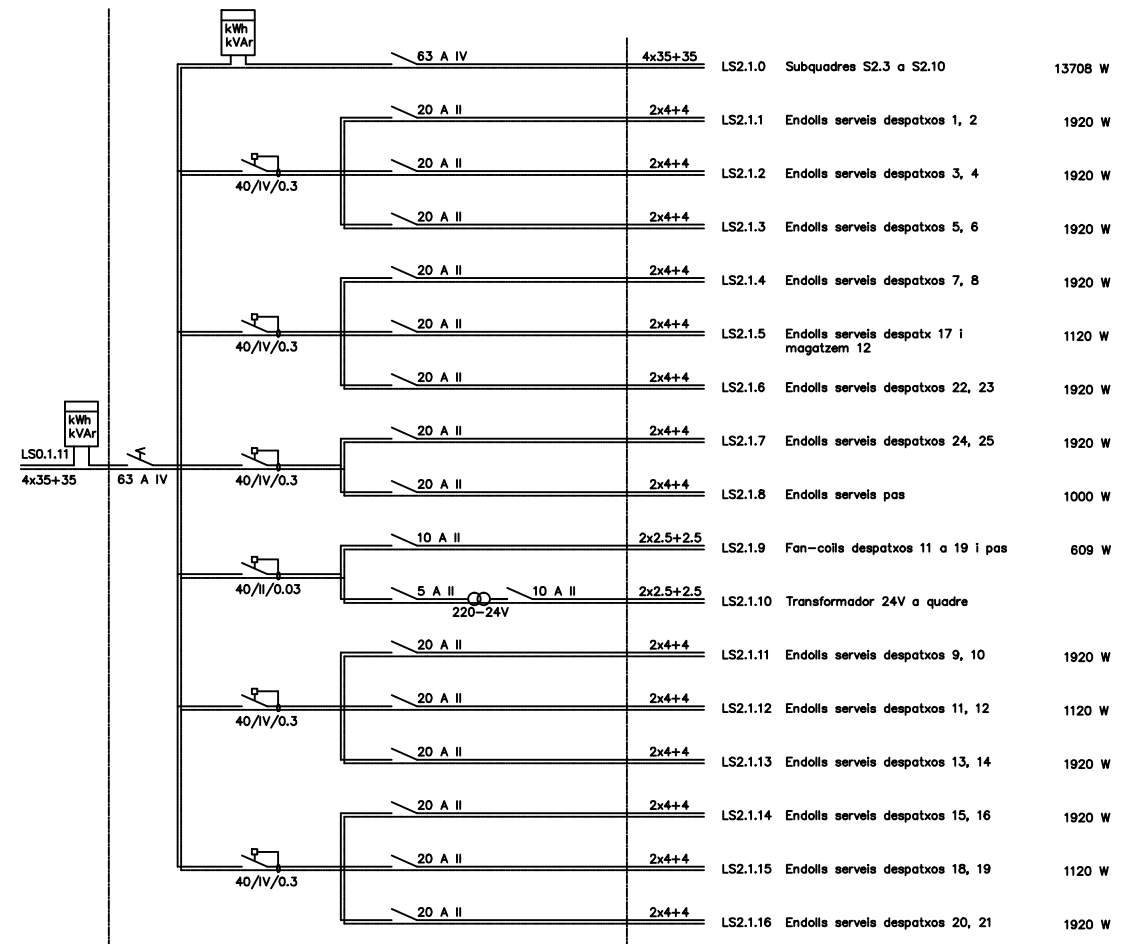 kWh
kVAr
63 A IV
4x35+35
LS2.1.0 Subquadres S2.3 a S2.10 13708 W
20 A II
2x4+4
LS2.1.1 Endolls serveis despatxos 1, 2 1920 W
20 A II
2x4+4
40/IV/0.3
LS2.1.2 Endolls serveis despatxos 3, 4 1920 W
20 A II
2x4+4
LS2.1.3 Endolls serveis despatxos 5, 6 1920 W
20 A II
2x4+4
LS2.1.4 Endolls serveis despatxos 7, 8 1920 W
20 A II
2x4+4
40/IV/0.3
LS2.1.5 Endolls serveis despatx 17 i 1120 W
magatzem 12
20 A II
2x4+4
LS2.1.6 Endolls serveis despatxos 22, 23 1920 W
kWh
kVAr
20 A II
2x4+4
LS2.1.7 Endolls serveis despatxos 24, 25 1920 W
LS0.1.11
4x35+35
63 A IV
40/IV/0.3
20 A II
2x4+4
LS2.1.8 Endolls serveis pas 1000 W
10 A II
2x2.5+2.5
LS2.1.9 Fan-coils despatxos 11 a 19 i pas 609 W
40/II/0.03
5 A II
220-24V
10 A II
2x2.5+2.5
LS2.1.10 Transformador 24V a quadre
20 A II
2x4+4
LS2.1.11 Endolls serveis despatxos 9, 10 1920 W
20 A II
2x4+4
40/IV/0.3
LS2.1.12 Endolls serveis despatxos 11, 12 1120 W
20 A II
2x4+4
LS2.1.13 Endolls serveis despatxos 13, 14 1920 W
20 A II
2x4+4
LS2.1.14 Endolls serveis despatxos 15, 16 1920 W
20 A II
2x4+4
40/IV/0.3
LS2.1.15 Endolls serveis despatxos 18, 19 1120 W
20 A II
2x4+4
LS2.1.16 Endolls serveis despatxos 20, 21 1920 W